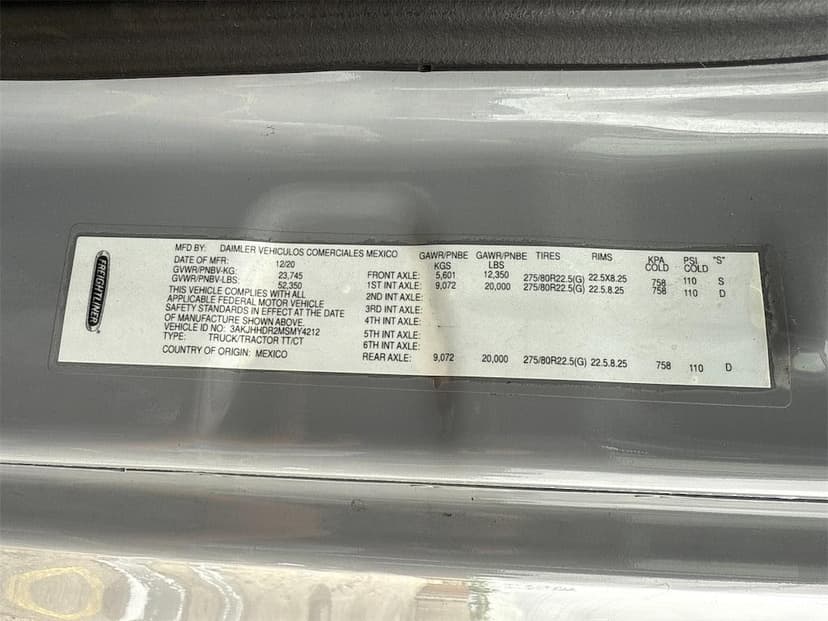 FREIGHTLINER
MFD BY: DAIMLER VEHICULOS COMERCIALES MEXICO
DATE OF MFR: 12/20
GVWR/PNBV-KG: 23,745
GVWR/PNBV-LBS: 52,350
THIS VEHICLE COMPLIES WITH ALL
APPLICABLE FEDERAL MOTOR VEHICLE
SAFETY STANDARDS IN EFFECT AT THE DATE
OF MANUFACTURE SHOWN ABOVE.
VEHICLE ID NO: 3AKJHHDR2MSMY4212
TYPE: TRUCK/TRACTOR TT/CT
COUNTRY OF ORIGIN: MEXICO
GAWR/PNBE GAWR/PNBE TIRES RIMS KPA PSI "S"
KGS LBS COLD COLD
FRONT AXLE: 5,601 12,350 275/80R22.5(G) 22.5X8.25 758 110 S
1ST INT AXLE: 9,072 20,000 275/80R22.5(G) 22.5.8.25 758 110 D
2ND INT AXLE:
3RD INT AXLE:
4TH INT AXLE:
5TH INT AXLE:
6TH INT AXLE:
REAR AXLE: 9,072 20,000 275/80R22.5(G) 22.5.8.25 758 110 D